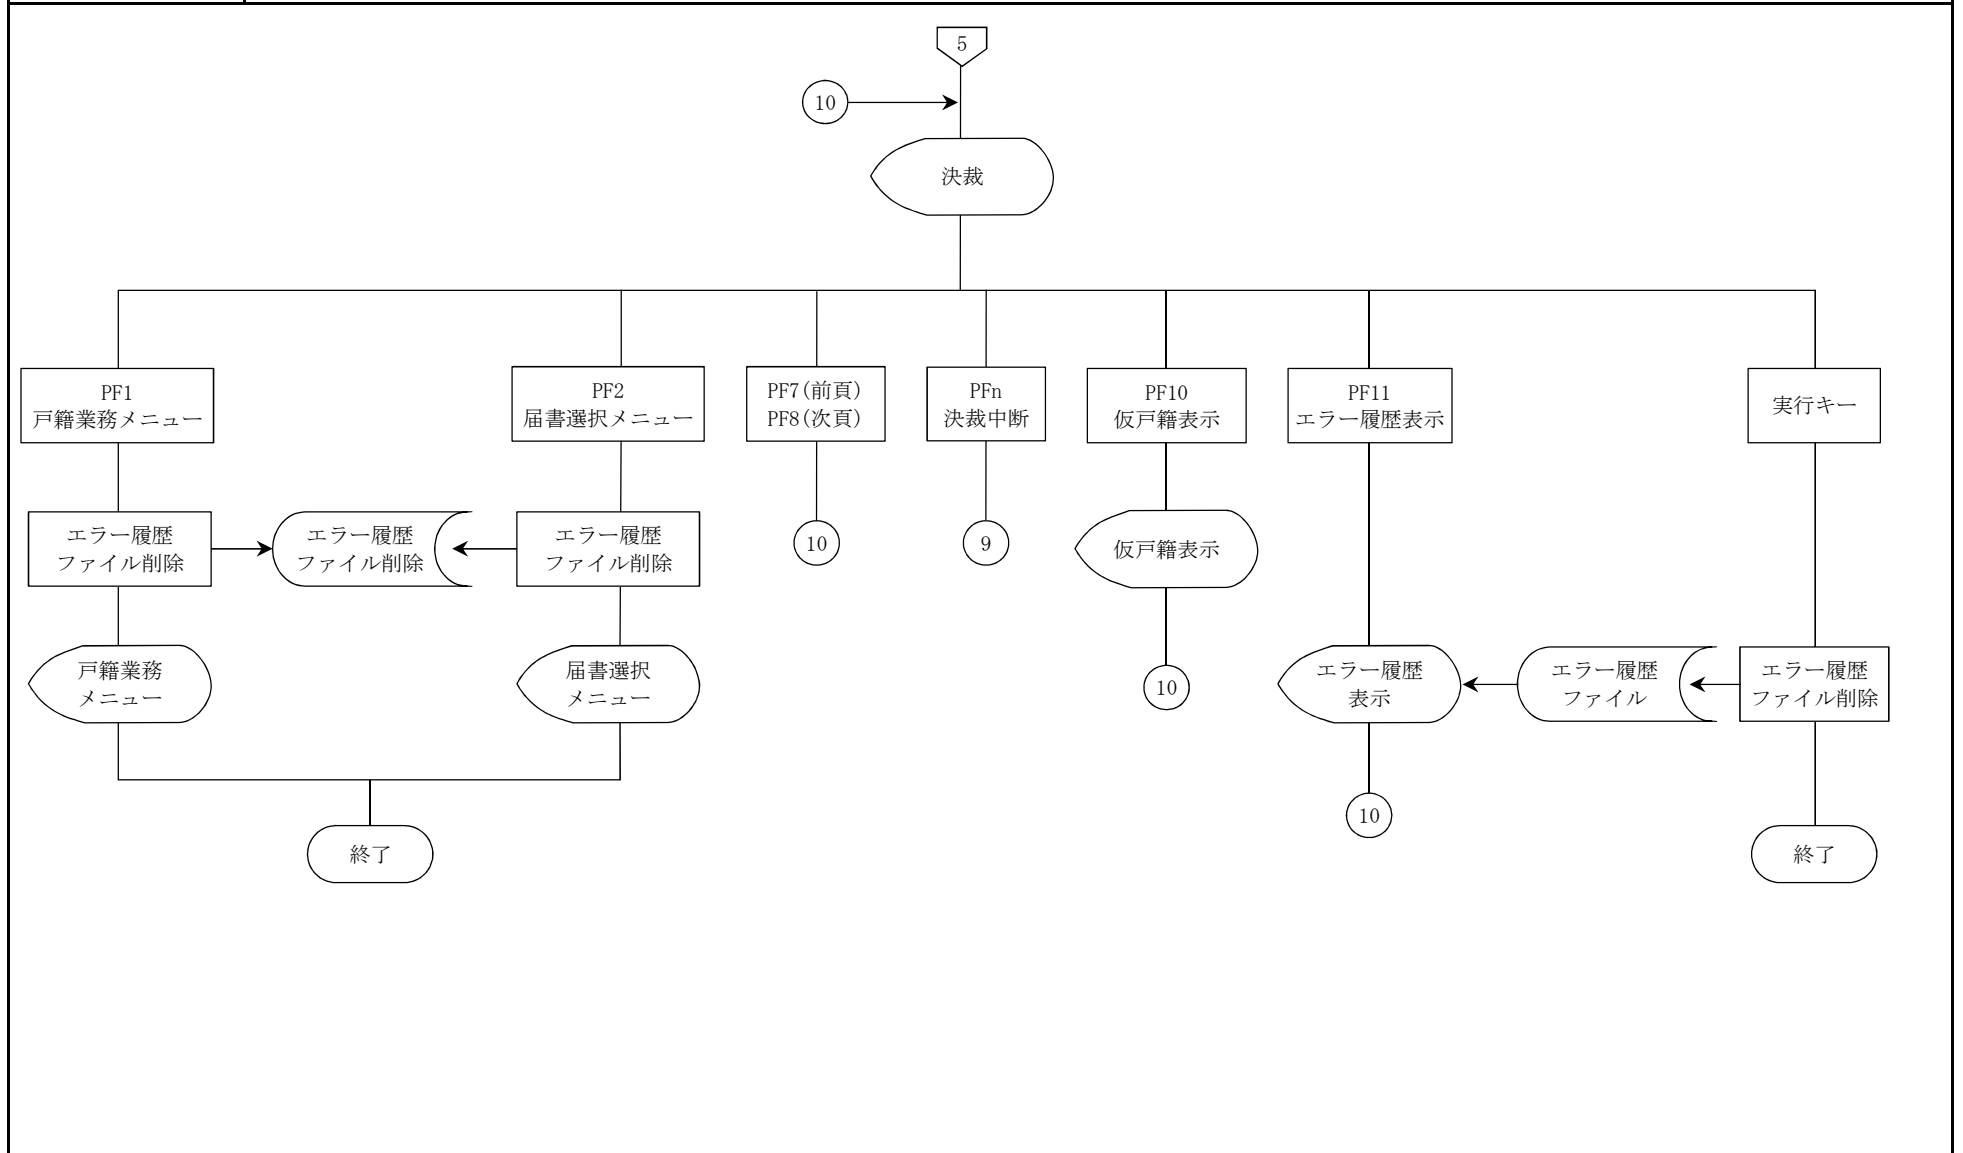 5
10
決裁
PF1
戸籍業務メニュー
PF2
届書選択メニュー
PF7(前頁)
PF8(次頁)
PFn
決裁中断
PF10
仮戸籍表示
PF11
エラー履歴表示
実行キー
エラー履歴
ファイル削除
エラー履歴
ファイル削除
エラー履歴
ファイル削除
10
9
仮戸籍表示
戸籍業務
メニュー
届書選択
メニュー
10
エラー履歴
表示
エラー履歴
ファイル
エラー履歴
ファイル削除
10
終了
終了